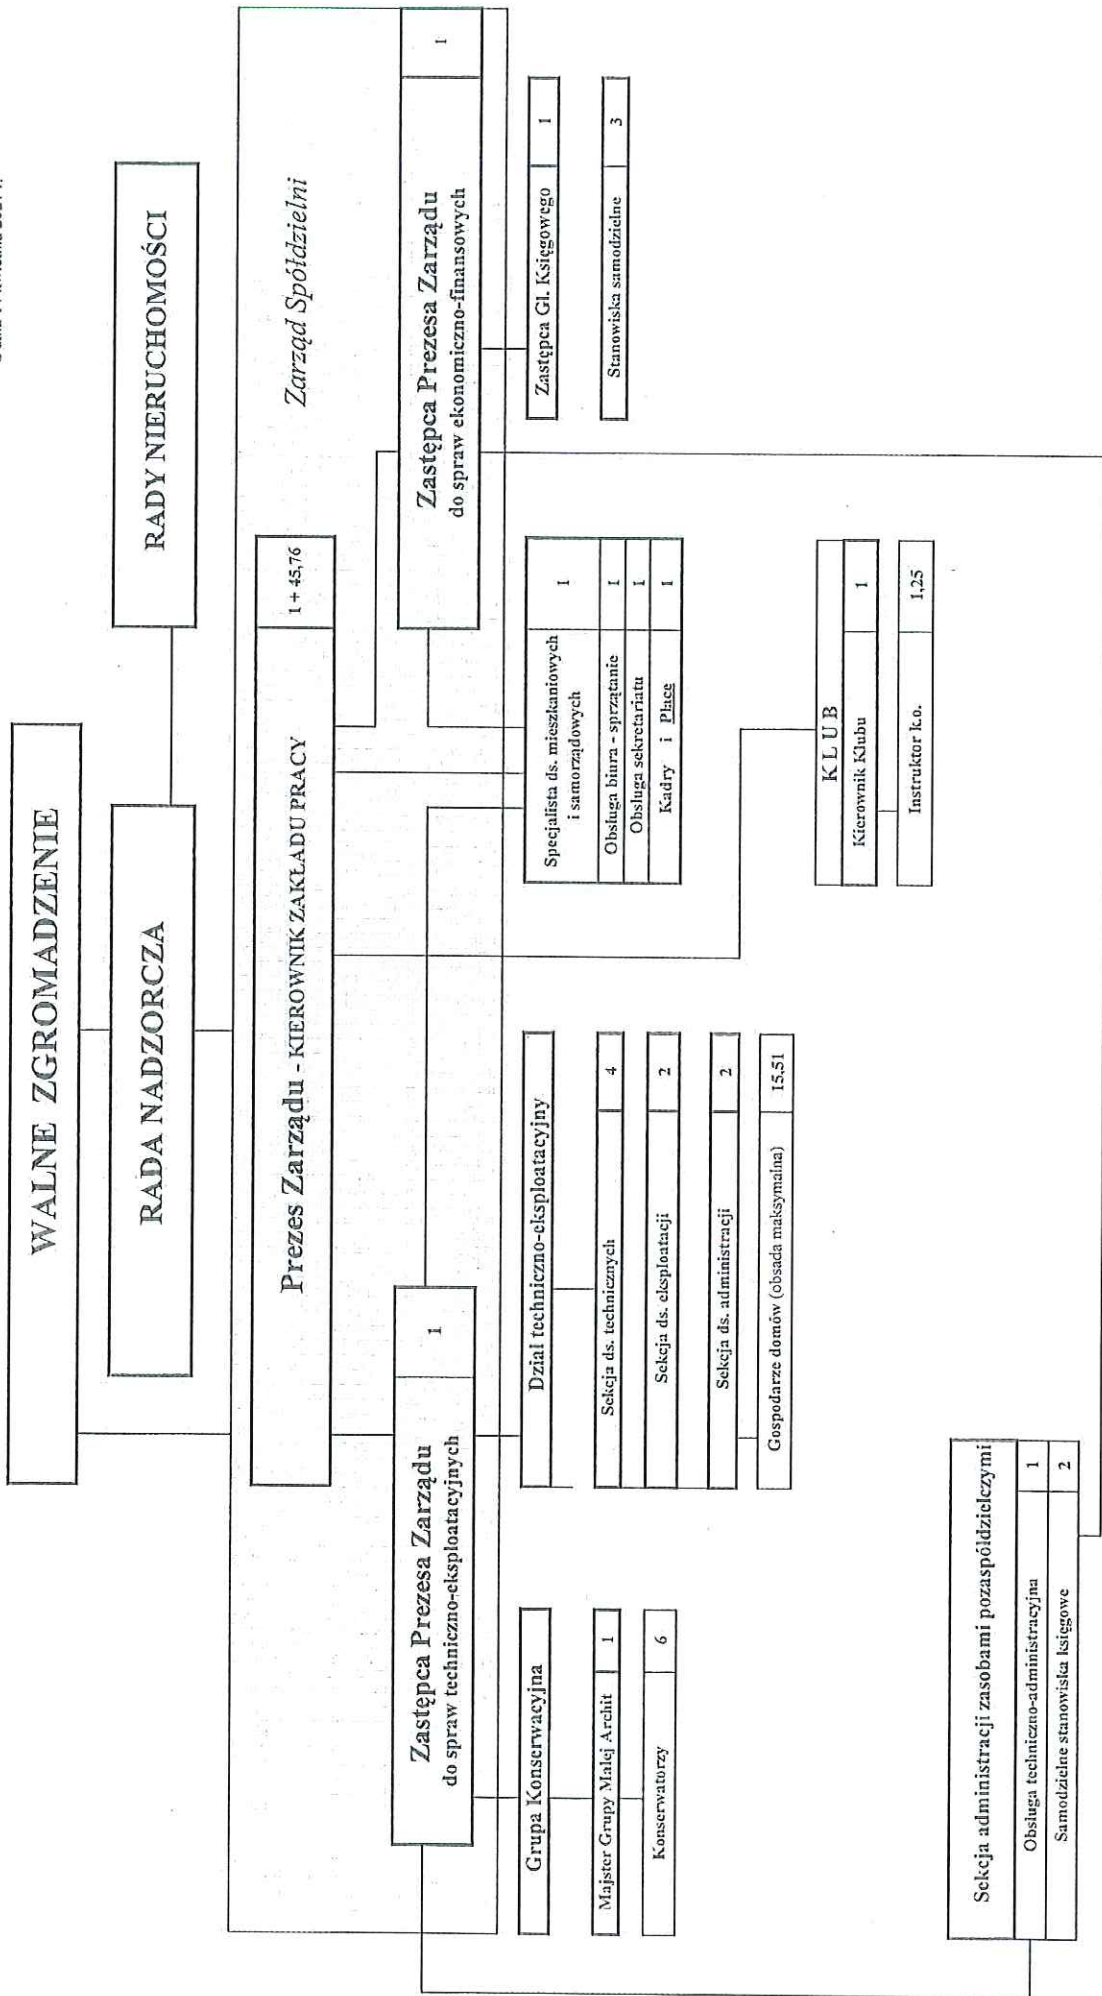 WALNE ZGROMADZENIE
RADA NADZORCZA
RADY NIERUCHOMOŚCI
Zarząd Spółdzielni
Prezes Zarządu - KIEROWNIK ZAKŁADU PRACY
1 + 45,76
Zastępca Prezesa Zarządu
do spraw techniczno-eksploatacyjnych
1
Zastępca Prezesa Zarządu
do spraw ekonomiczno-finansowych
1
Grupa Konserwacyjna
Majster Grupy Małej Archit
1
Konserwatorzy
6
Dział techniczno-eksploatacyjny
Sekcja ds. technicznych
4
Sekcja ds. eksploatacji
2
Sekcja ds. administracji
2
Gospodarze domów (obsada maksymalna)
15,51
Specjalista ds. mieszkaniowych
i samorządowych
1
Obsługa biura - sprzątanie
1
Obsługa sekretariatu
1
Kadry i Płace
1
Zastępca Gł. Księgowego
1
Stanowiska samodzielne
3
KLUB
Kierownik Klubu
1
Instruktor k.o.
1,25
Sekcja administracji zasobami pozaspółdzielczymi
Obsługa techniczno-administracyjna
1
Samodzielne stanowiska księgowe
2